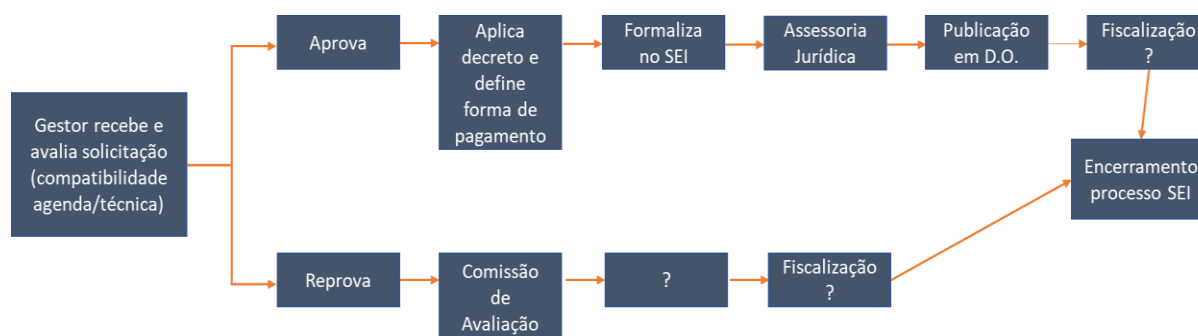 Gestor recebe e
avalia solicitação
(compatibilidade
agenda/técnica)
Aprova
Aplica
decreto e
define
forma de
pagamento
Formaliza
no SEI
Assessoria
Jurídica
Publicação
em D.O.
Fiscalização
?
Encerramento
processo SEI
Reprova
Comissão
de
Avaliação
?
Fiscalização
?